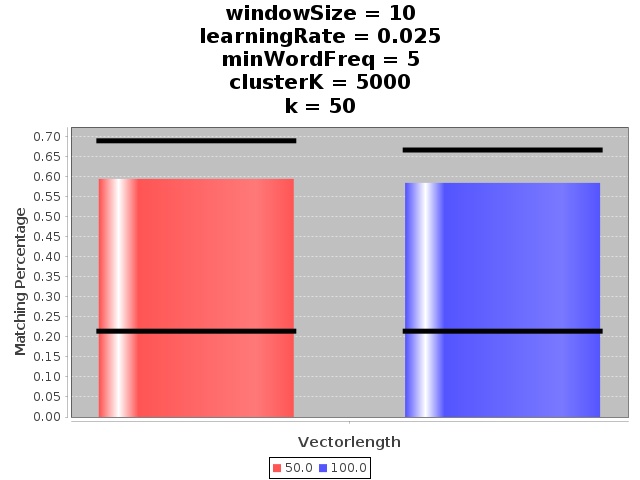 windowSize = 10
learningRate = 0.025
minWordFreq = 5
clusterK = 5000
k = 50
0.70
0.65
0.60
0.55
0.50
0.45
0.40
0.35
0.30
0.25
0.20
0.15
0.10
0.05
0.00
Matching Percentage
Vectorlength
50.0 100.0